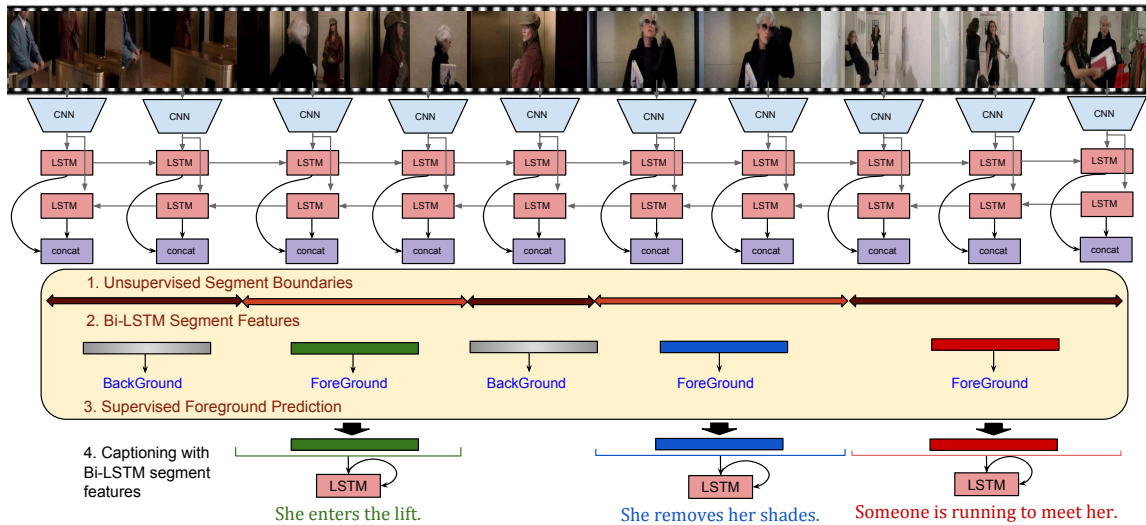 CNN CNN CNN CNN CNN CNN CNN CNN CNN CNN
LSTM LSTM LSTM LSTM LSTM LSTM LSTM LSTM LSTM LSTM
LSTM LSTM LSTM LSTM LSTM LSTM LSTM LSTM LSTM LSTM
concat concat concat concat concat concat concat concat concat concat
1. Unsupervised Segment Boundaries
2. Bi-LSTM Segment Features
BackGround ForeGround BackGround ForeGround ForeGround
3. Supervised Foreground Prediction
4. Captioning with
Bi-LSTM segment
features
LSTM LSTM LSTM
She enters the lift. She removes her shades. Someone is running to meet her.